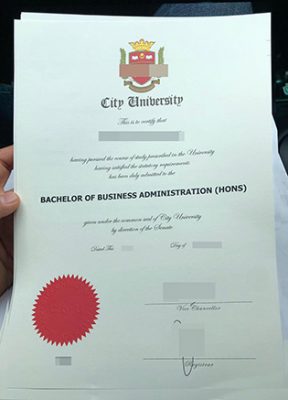 City University
This is to certify that
having pursued the course of study prescribed in the University
having satisfied the statutory requirements
has been duly admitted to the
BACHELOR OF BUSINESS ADMINISTRATION (HONS)
given under the common seal of City University
by direction of the Senate
Dated This
Day of
Vice Chancellor
Registrar